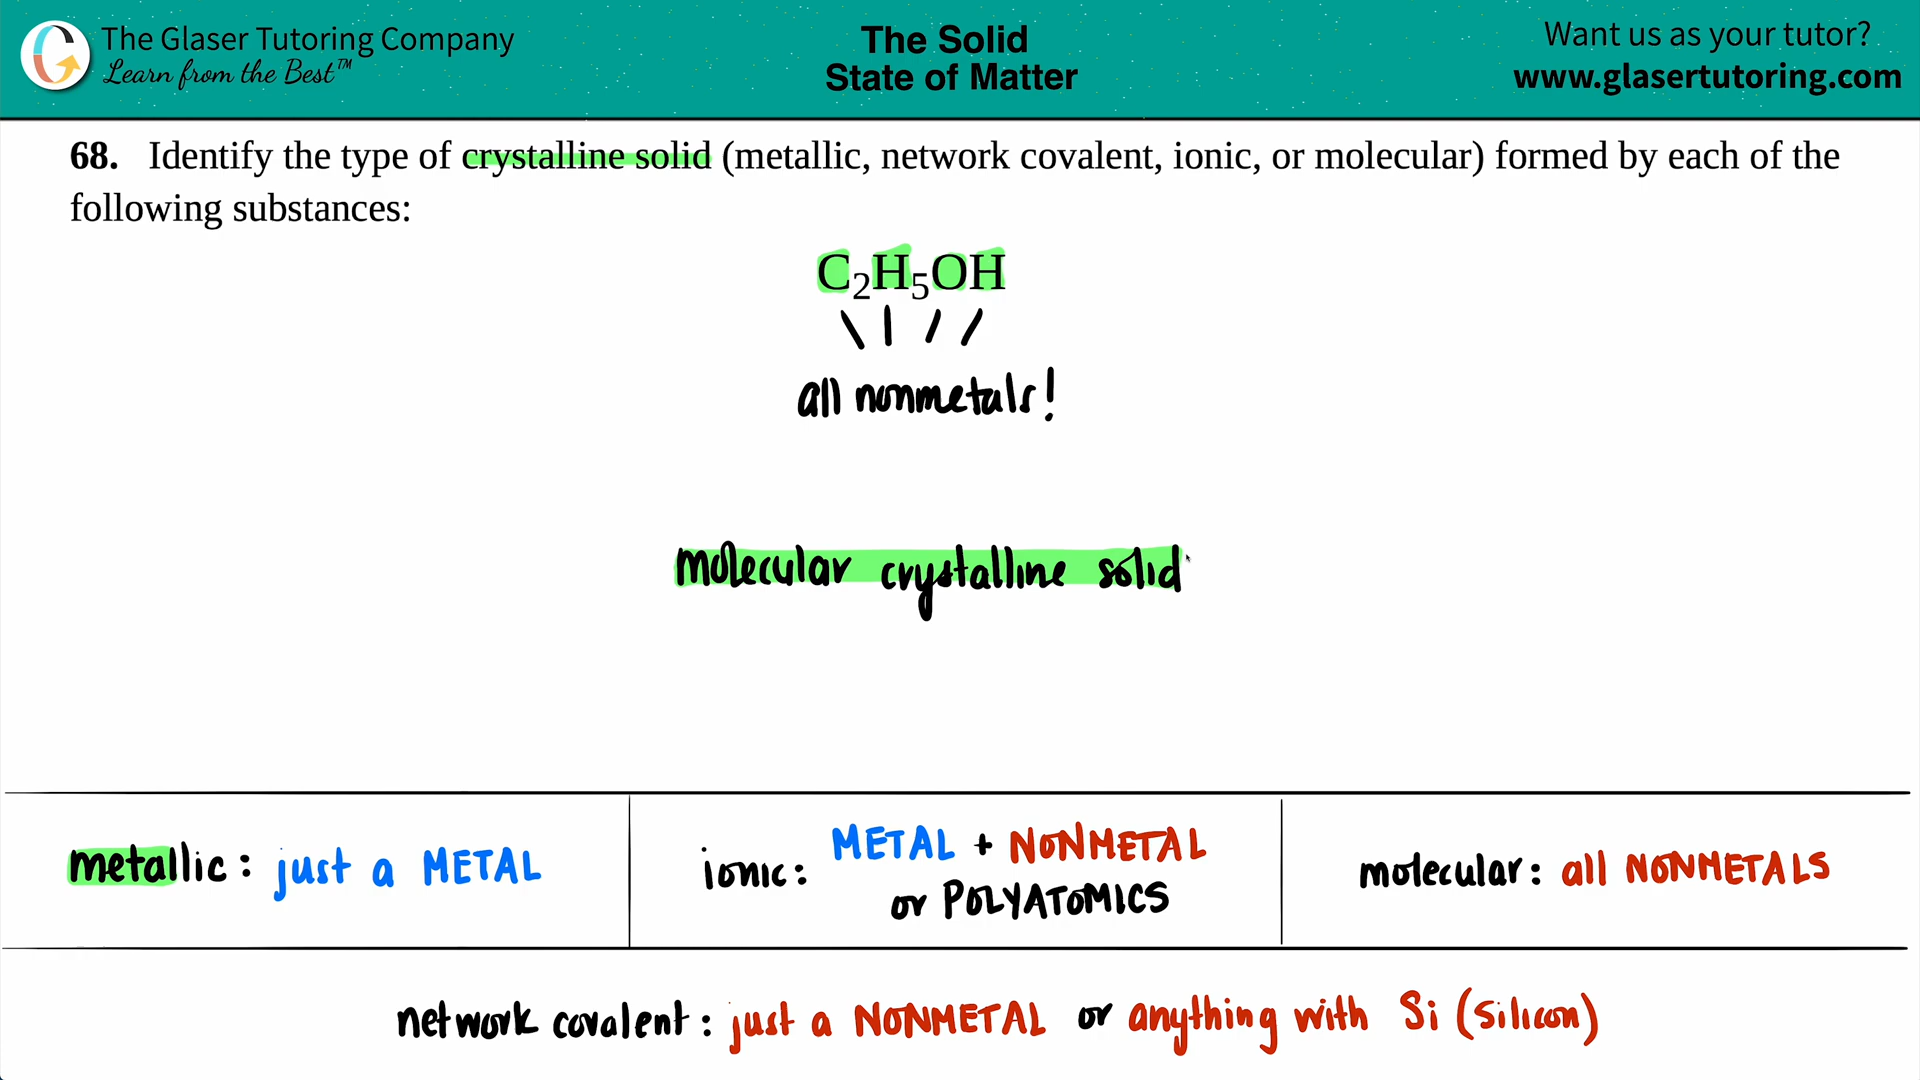 The Glaser Tutoring Company
Learn from the Best™
The Solid
State of Matter
Want us as your tutor?
www.glasertutoring.com
68. Identify the type of crystalline solid (metallic, network covalent, ionic, or molecular) formed by each of the
following substances:
C₂H₅OH
all nonmetals!
molecular crystalline solid
metallic: just a METAL
ionic: METAL + NONMETAL
or POLYATOMICS
molecular: all NONMETALS
network covalent: just a NONMETAL or anything with Si (silicon)